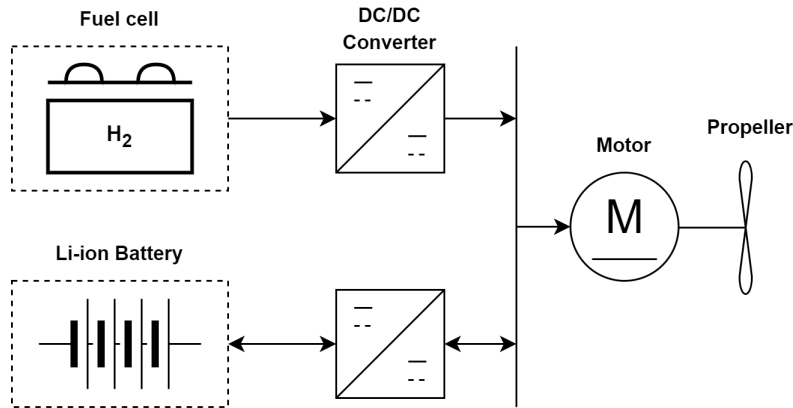 Fuel cell
DC/DC
Converter
H₂
Propeller
Motor
M
Li-ion Battery